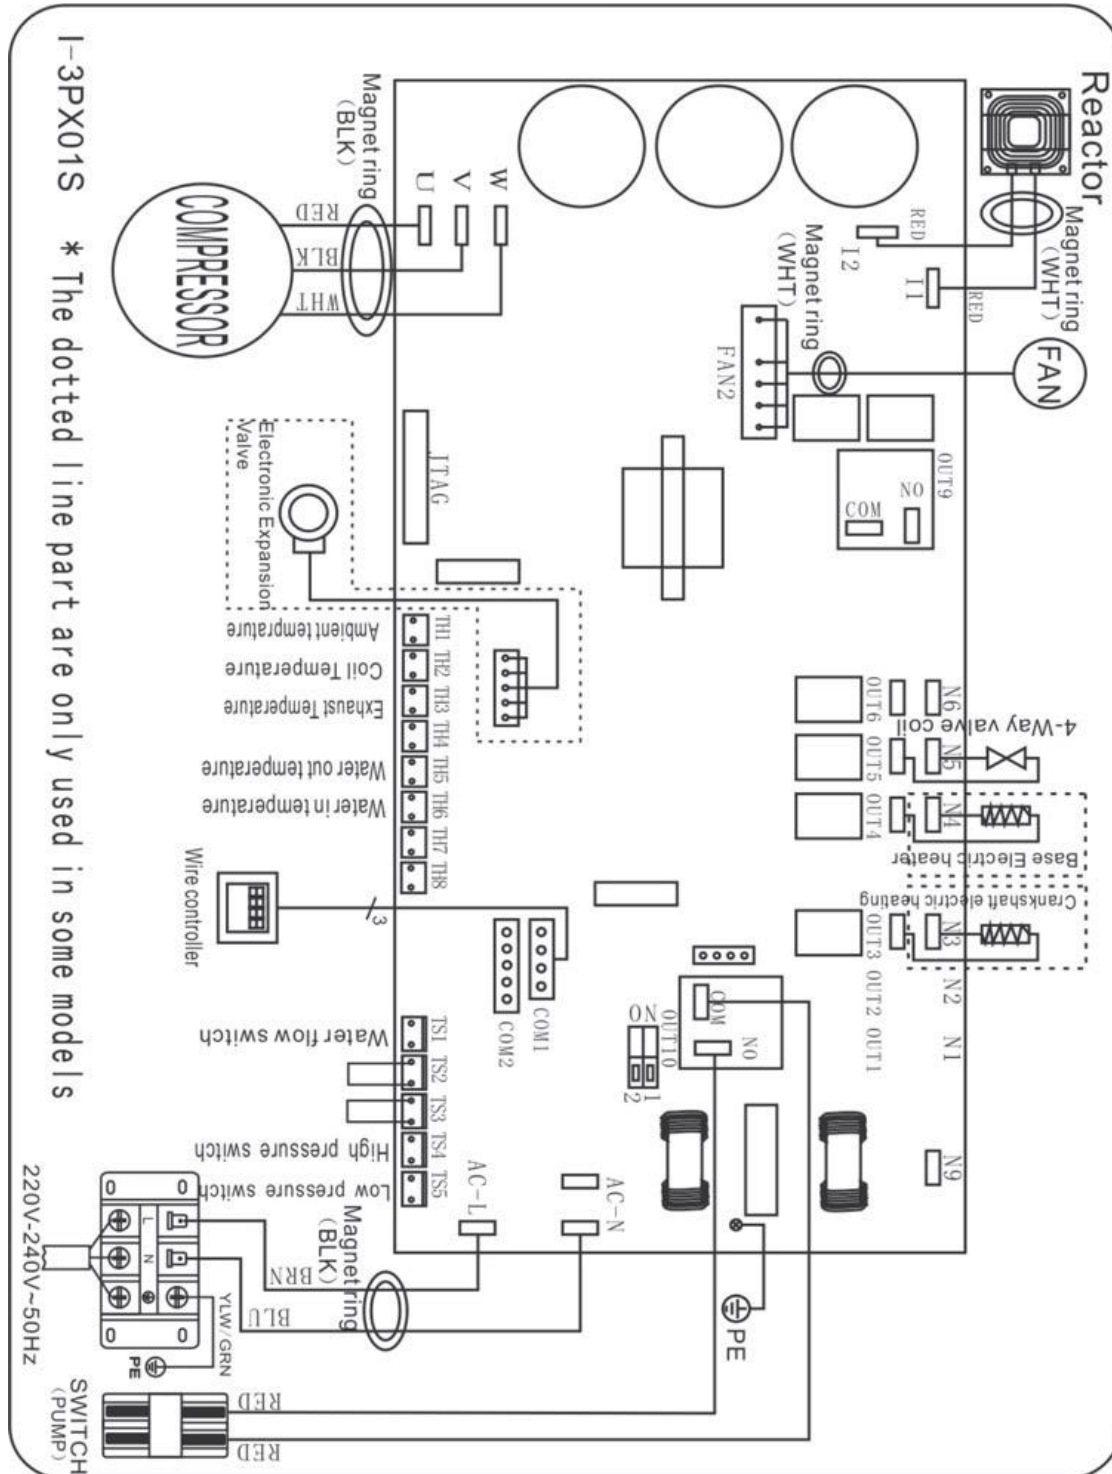 Reactor
Magnet ring
(WHT)
RED
RED
I2
I1
FAN
Magnet ring
(WHT)
FAN2
OUT9
NO
COM
Magnet ring
(BLK)
U
V
W
RED
BLK
WHT
COMPRESSOR
JTAG
Electronic Expansion
Valve
TH1
TH2
TH3
TH4
TH5
TH6
TH7
TH8
Ambient temprature
Coil Temperature
Exhaust Temperature
Water out temperature
Water in temperature
Wire controller
3
COM1
COM2
TS1
TS2
TS3
TS4
TS5
Water flow switch
High pressure switch
Low pressure switch
OUT6
N6
4-Way valve coil
OUT5
N5
OUT4
N4
Base Electric heater
Crankshaft electric heating
OUT3
N3
OUT2
N2
OUT1
N1
N9
COM
NO
OUT10
ON
1
2
AC-L
AC-N
Magnet ring
(BLK)
BRN
BLU
L
N
YLW/GRN
PE
PE
220V-240V~50Hz
RED
RED
SWITCH
(PUMP)
I-3PX01S
* The dotted line part are only used in some models